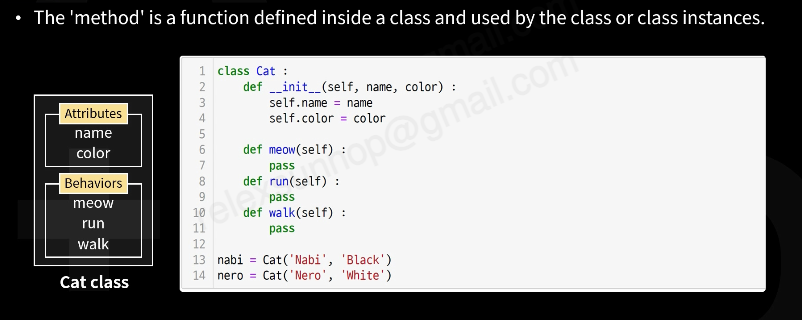 • The 'method' is a function defined inside a class and used by the class or class instances.
Attributes
name
color
Behaviors
meow
run
walk
Cat class
1 class Cat :
2     def __init__(self, name, color) :
3         self.name = name
4         self.color = color
5
6     def meow(self) :
7         pass
8     def run(self) :
9         pass
10     def walk(self) :
11         pass
12
13 nabi = Cat('Nabi', 'Black')
14 nero = Cat('Nero', 'White')